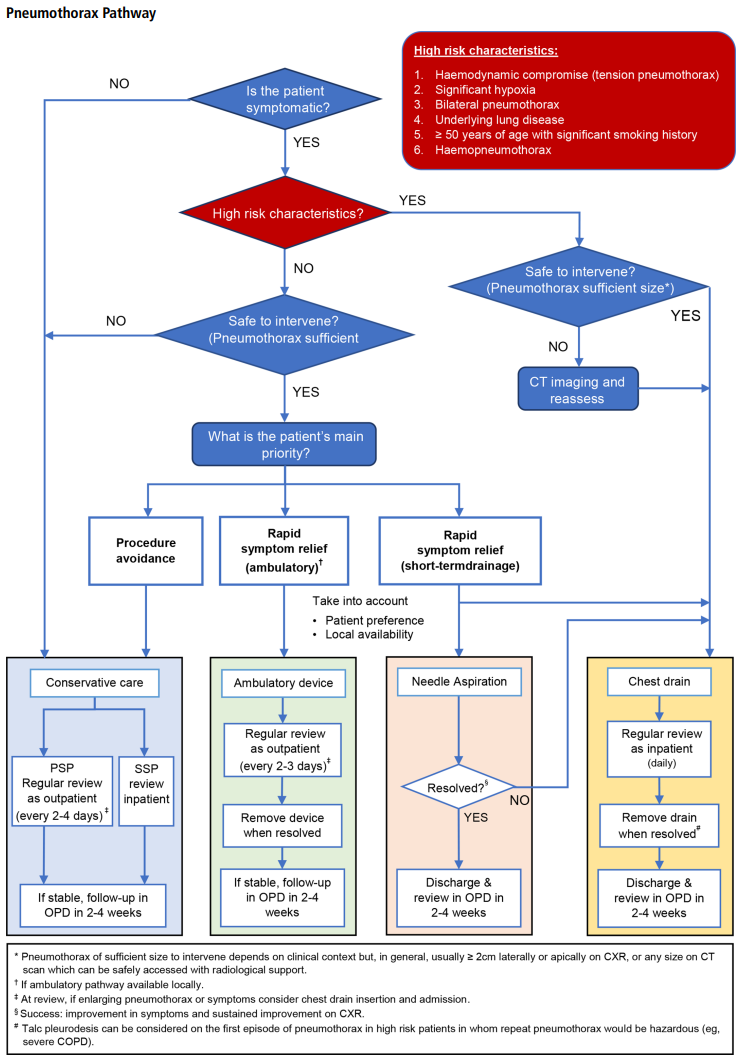 Pneumothorax Pathway
High risk characteristics:
1. Haemodynamic compromise (tension pneumothorax)
2. Significant hypoxia
3. Bilateral pneumothorax
4. Underlying lung disease
5. ≥ 50 years of age with significant smoking history
6. Haemopneumothorax
NO
Is the patient
symptomatic?
YES
High risk characteristics?
YES
NO
Safe to intervene?
(Pneumothorax sufficient size*)
YES
NO
CT imaging and
reassess
NO
Safe to intervene?
(Pneumothorax sufficient
YES
What is the patient's main
priority?
Procedure
avoidance
Rapid
symptom relief
(ambulatory)†
Rapid
symptom relief
(short-termdrainage)
Take into account
• Patient preference
• Local availability
Conservative care
PSP
Regular review
as outpatient
(every 2-4 days) ‡
SSP
review
inpatient
If stable, follow-up in
OPD in 2-4 weeks
Ambulatory device
Regular review
as outpatient
(every 2-3 days)‡
Remove device
when resolved
If stable, follow-up
in OPD in 2-4
weeks
Needle Aspiration
Resolved?§
NO
YES
Discharge &
review in OPD
in 2-4 weeks
Chest drain
Regular review
as inpatient
(daily)
Remove drain
when resolved#
Discharge &
review in OPD in
2-4 weeks
* Pneumothorax of sufficient size to intervene depends on clinical context but, in general, usually ≥ 2cm laterally or apically on CXR, or any size on CT
scan which can be safely accessed with radiological support.
† If ambulatory pathway available locally.
‡ At review, if enlarging pneumothorax or symptoms consider chest drain insertion and admission.
§ Success: improvement in symptoms and sustained improvement on CXR.
# Talc pleurodesis can be considered on the first episode of pneumothorax in high risk patients in whom repeat pneumothorax would be hazardous (eg,
severe COPD).